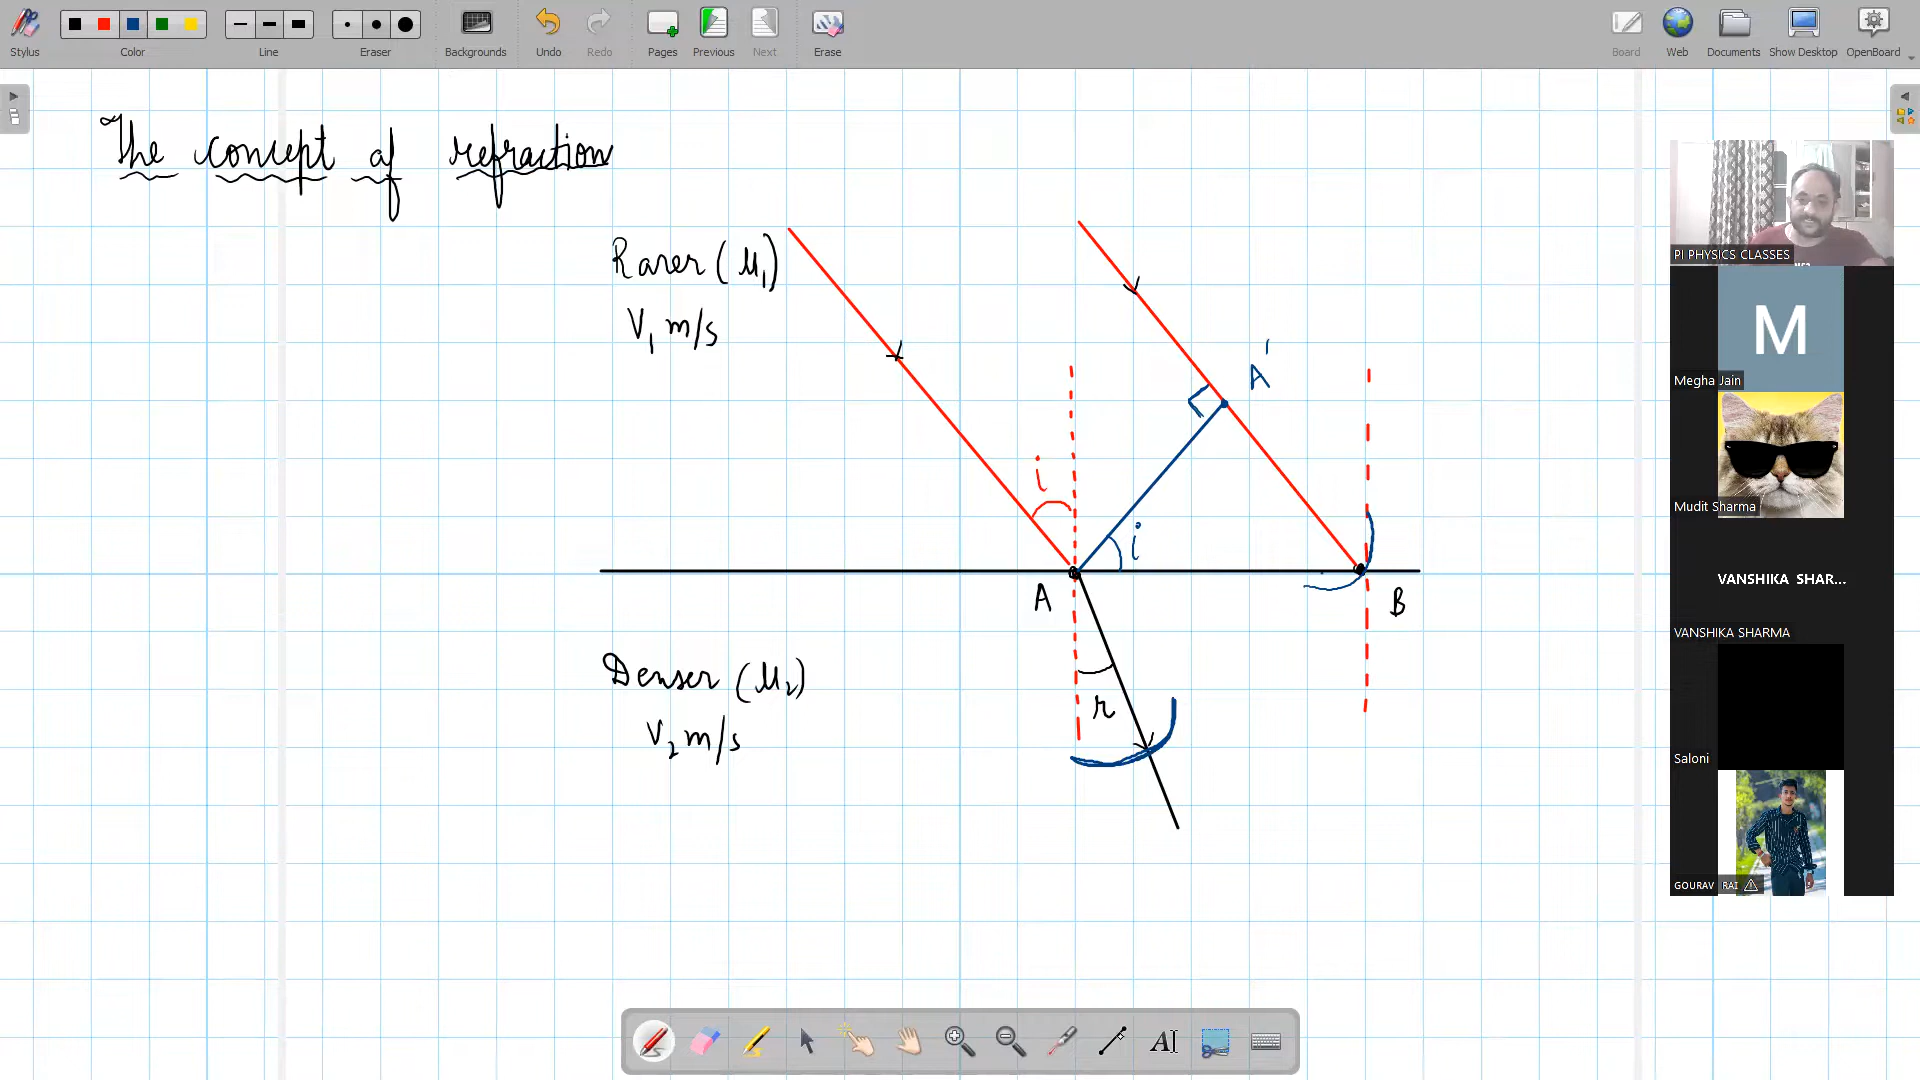 Stylus
Color
Line
Eraser
Backgrounds
Undo
Redo
Pages
Previous
Next
Erase
Board
Web
Documents
Show Desktop
OpenBoard
The concept of refraction
Rarer (μ₁)
V₁ m/s
A'
i
i
A
B
Denser (μ₂)
V₂ m/s
r
PI PHYSICS CLASSES
M
Megha Jain
Mudit Sharma
VANSHIKA SHAR...
VANSHIKA SHARMA
Saloni
GOURAV RAI
AI